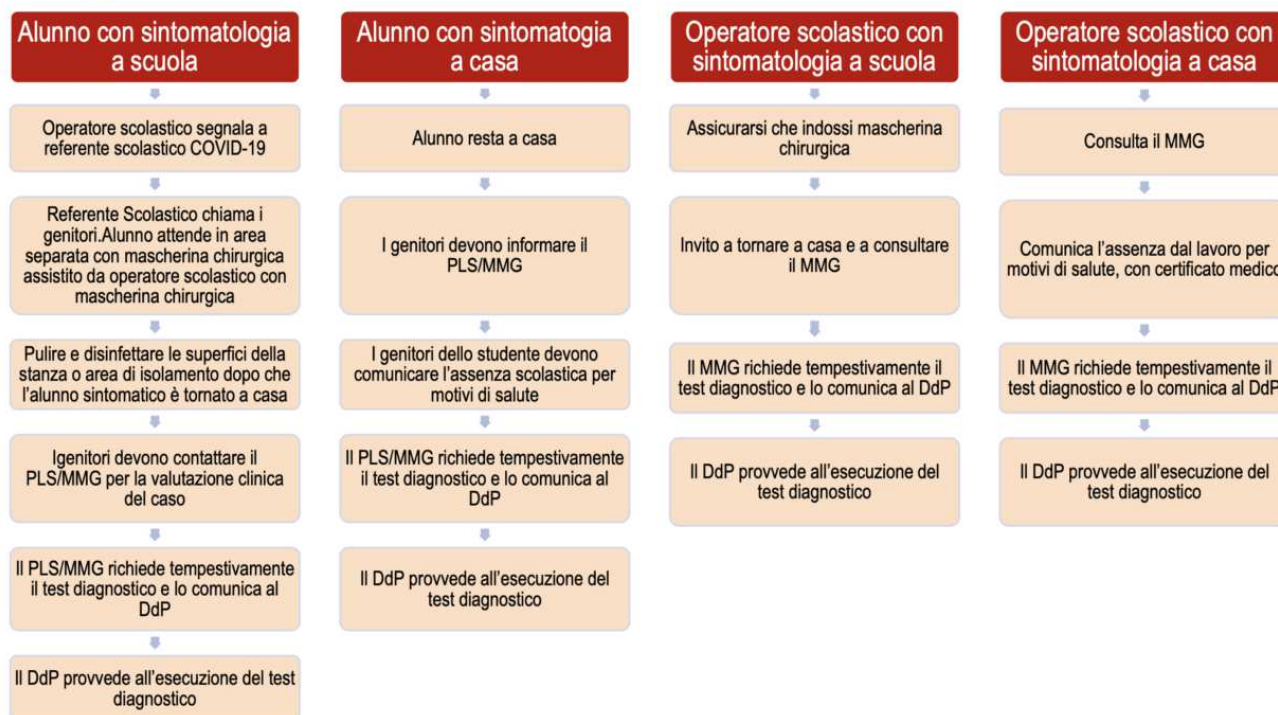 Alunno con sintomatologia
a scuola
Operatore scolastico segnala a
referente scolastico COVID-19
Referente Scolastico chiama i
genitori.Alunno attende in area
separata con mascherina chirurgica
assistito da operatore scolastico con
mascherina chirurgica
Pulire e disinfettare le superfici della
stanza o area di isolamento dopo che
l'alunno sintomatico è tornato a casa
Igenitori devono contattare il
PLS/MMG per la valutazione clinica
del caso
Il PLS/MMG richiede tempestivamente
il test diagnostico e lo comunica al
DdP
Il DdP provvede all'esecuzione del test
diagnostico
Alunno con sintomatogia
a casa
Alunno resta a casa
I genitori devono informare il
PLS/MMG
I genitori dello studente devono
comunicare l'assenza scolastica per
motivi di salute
Il PLS/MMG richiede tempestivamente
il test diagnostico e lo comunica al
DdP
Il DdP provvede all'esecuzione del
test diagnostico
Operatore scolastico con
sintomatologia a scuola
Assicurarsi che indossi mascherina
chirurgica
Invito a tornare a casa e a consultare
il MMG
Il MMG richiede tempestivamente il
test diagnostico e lo comunica al DdP
Il DdP provvede all'esecuzione del
test diagnostico
Operatore scolastico con
sintomatologia a casa
Consulta il MMG
Comunica l'assenza dal lavoro per
motivi di salute, con certificato medico
Il MMG richiede tempestivamente il
test diagnostico e lo comunica al DdP
Il DdP provvede all'esecuzione del
test diagnostico